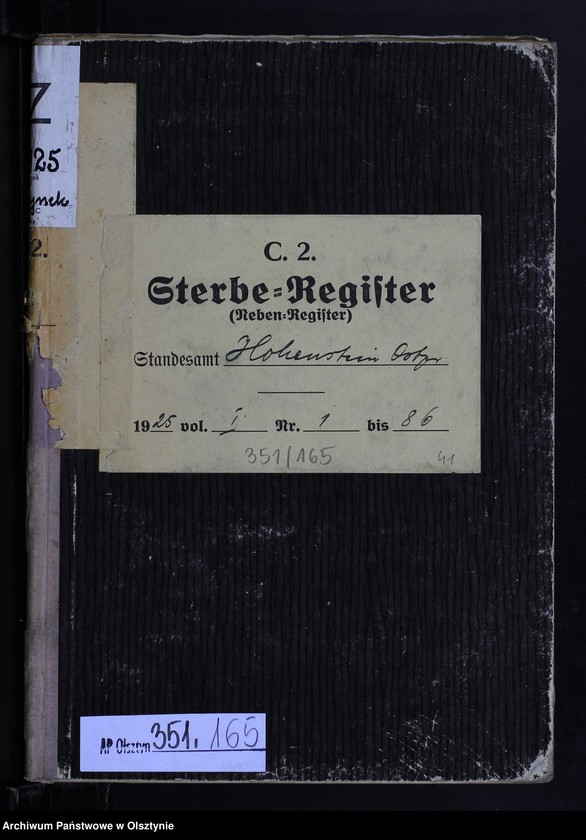 Z
25
2.
C. 2.
Sterbe=Regiſter
(Neben=Regiſter)
Standesamt Hohenstein Ostpr.
1925 vol. I. Nr. 1 bis 86
351/165
41
AP Olsztyn 351. 165
Archiwum Państwowe w Olsztynie